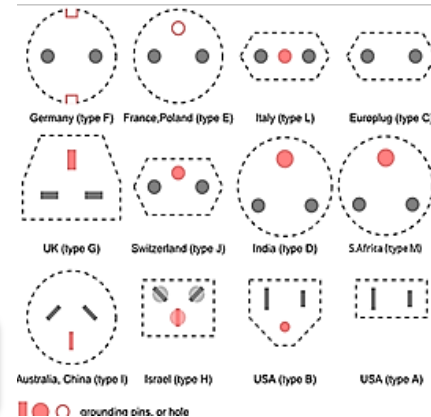 Germany (type F) France,Poland (type E) Italy (type L) Europlug (type C)
UK (type G) Switzerland (type J) India (type D) S.Africa (type M)
Australia, China (type I) Israel (type H) USA (type B) USA (type A)
grounding pins, or hole